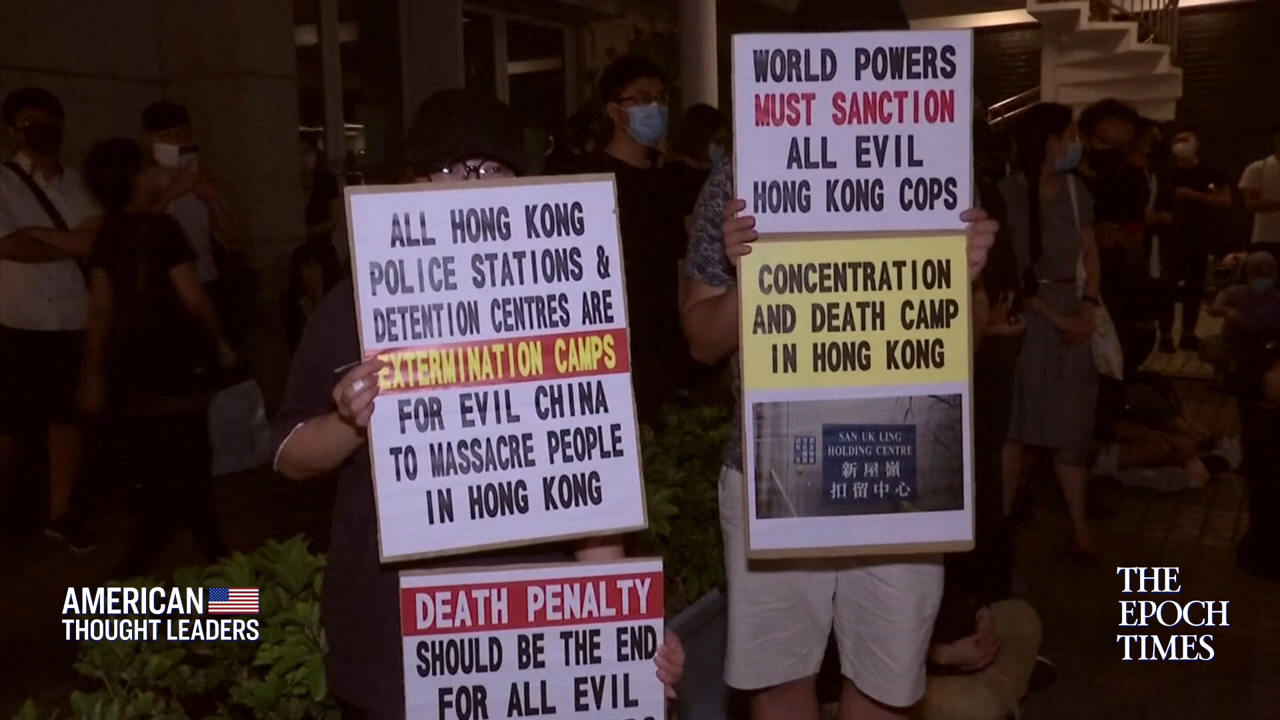 ALL HONG KONG
POLICE STATIONS &
DETENTION CENTRES ARE
EXTERMINATION CAMPS
FOR EVIL CHINA
TO MASSACRE PEOPLE
IN HONG KONG
DEATH PENALTY
SHOULD BE THE END
FOR ALL EVIL
WORLD POWERS
MUST SANCTION
ALL EVIL
HONG KONG COPS
CONCENTRATION
AND DEATH CAMP
IN HONG KONG
SAN UK LING
HOLDING CENTRE
新屋嶺
扣留中心
AMERICAN
THOUGHT LEADERS
THE
EPOCH
TIMES